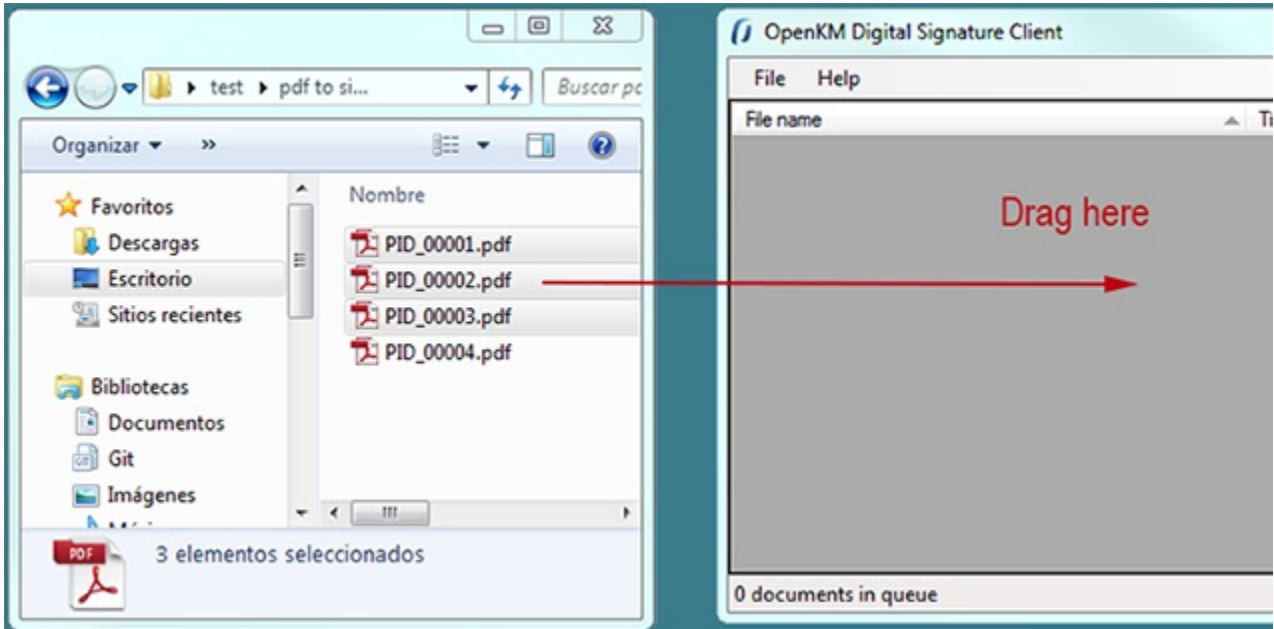 test ▸ pdf to si...
Buscar
Organizar
»
Favoritos
Descargas
Escritorio
Sitios recientes
Bibliotecas
Documentos
Git
Imágenes
Nombre
PID_00001.pdf
PID_00002.pdf
PID_00003.pdf
PID_00004.pdf
PDF
3 elementos seleccionados
OpenKM Digital Signature Client
File Help
File name
Drag here
0 documents in queue